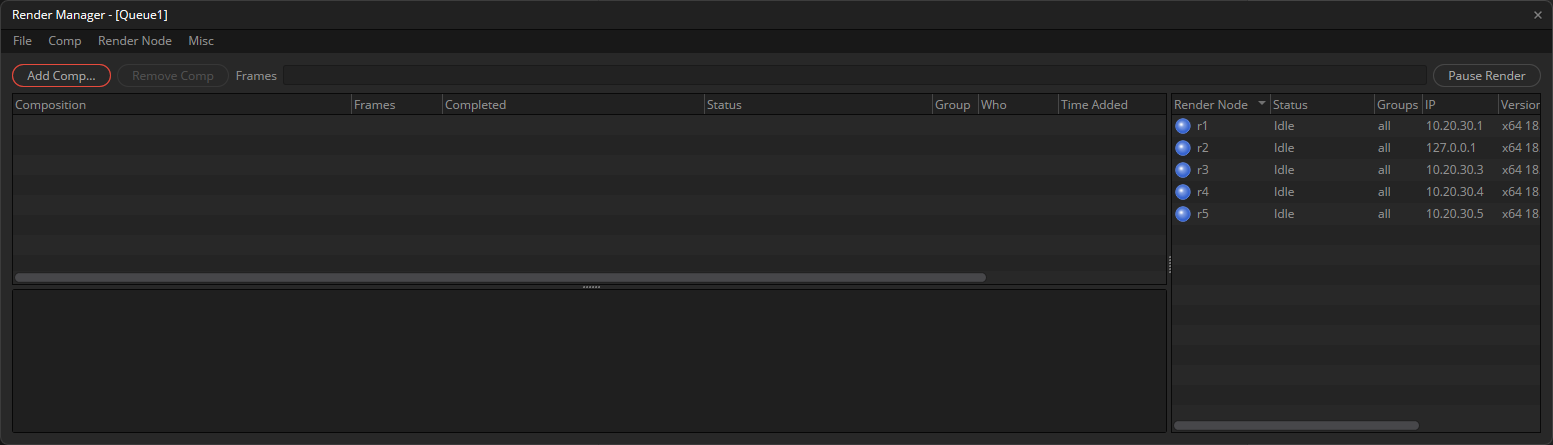 Render Manager - [Queue1]
File Comp Render Node Misc
Add Comp... Remove Comp Frames Pause Render
Composition Frames Completed Status Group Who Time Added
Render Node Status Groups IP Version
r1 Idle all 10.20.30.1 x64 18
r2 Idle all 127.0.0.1 x64 18
r3 Idle all 10.20.30.3 x64 18
r4 Idle all 10.20.30.4 x64 18
r5 Idle all 10.20.30.5 x64 18